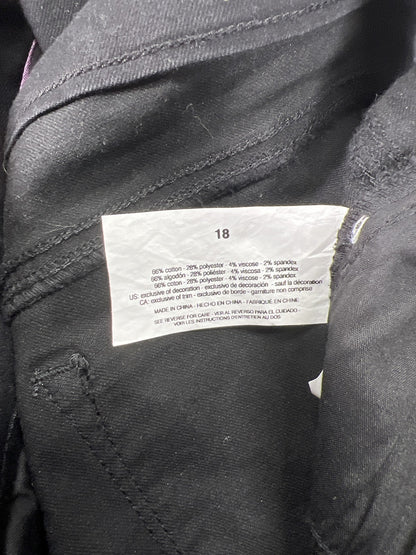 18
66% cotton - 28% polyester - 4% viscose - 2% spandex
66% algodón - 28% poliéster - 4% viscosa - 2% spandex
66% coton - 28% polyester - 4% viscose - 2% spandex
US: exclusive of decoration - exclusivo de decoración - sauf la décoration
CA: exclusive of trim - exclusivo de borde - garniture non comprise
MADE IN CHINA - HECHO EN CHINA - FABRIQUÉ EN CHINE
SEE REVERSE FOR CARE - VER AL REVERSO PARA EL CUIDADO -
VOIR LES INSTRUCTIONS D'ENTRETIEN AU DOS